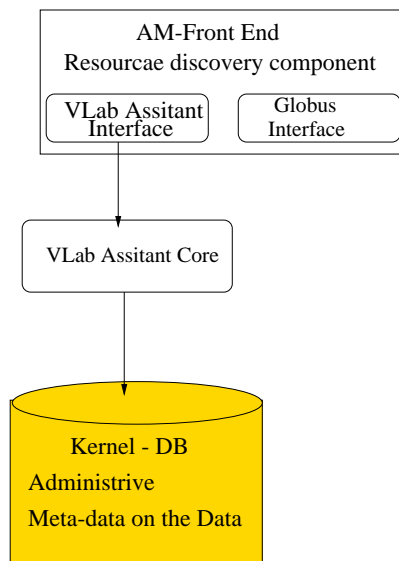 AM-Front End
Resourcae discovery component
VLab Assitant
Interface
Globus
Interface
VLab Assitant Core
Kernel - DB
Administrive
Meta-data on the Data